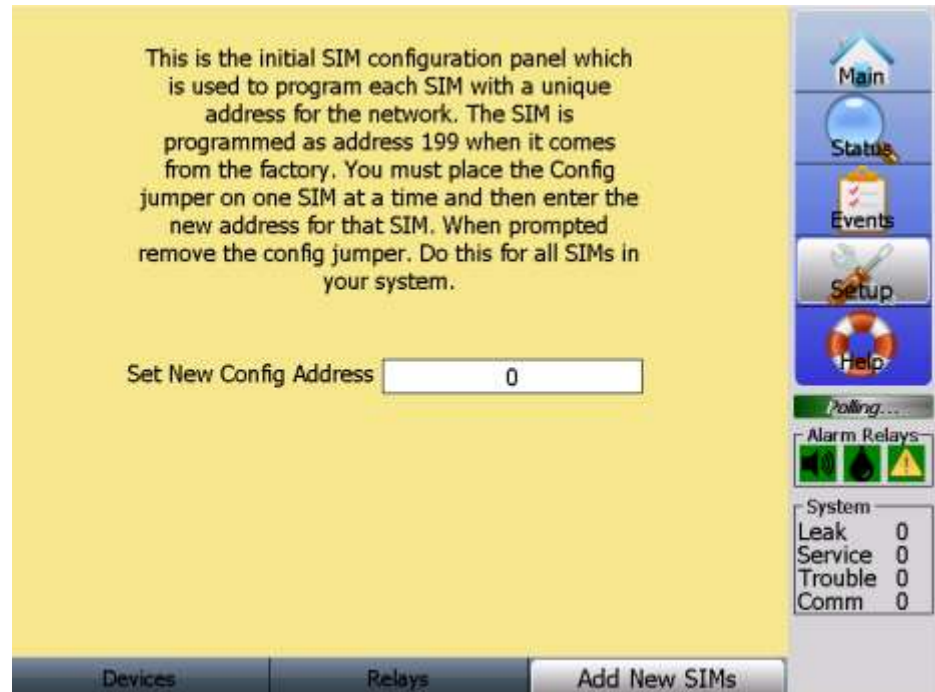 This is the initial SIM configuration panel which
is used to program each SIM with a unique
address for the network. The SIM is
programmed as address 199 when it comes
from the factory. You must place the Config
jumper on one SIM at a time and then enter the
new address for that SIM. When prompted
remove the config jumper. Do this for all SIMs in
your system.
Set New Config Address 0
Devices Relays Add New SIMs
Main
Status
Events
Setup
Help
Polling...
Alarm Relays
System
Leak 0
Service 0
Trouble 0
Comm 0